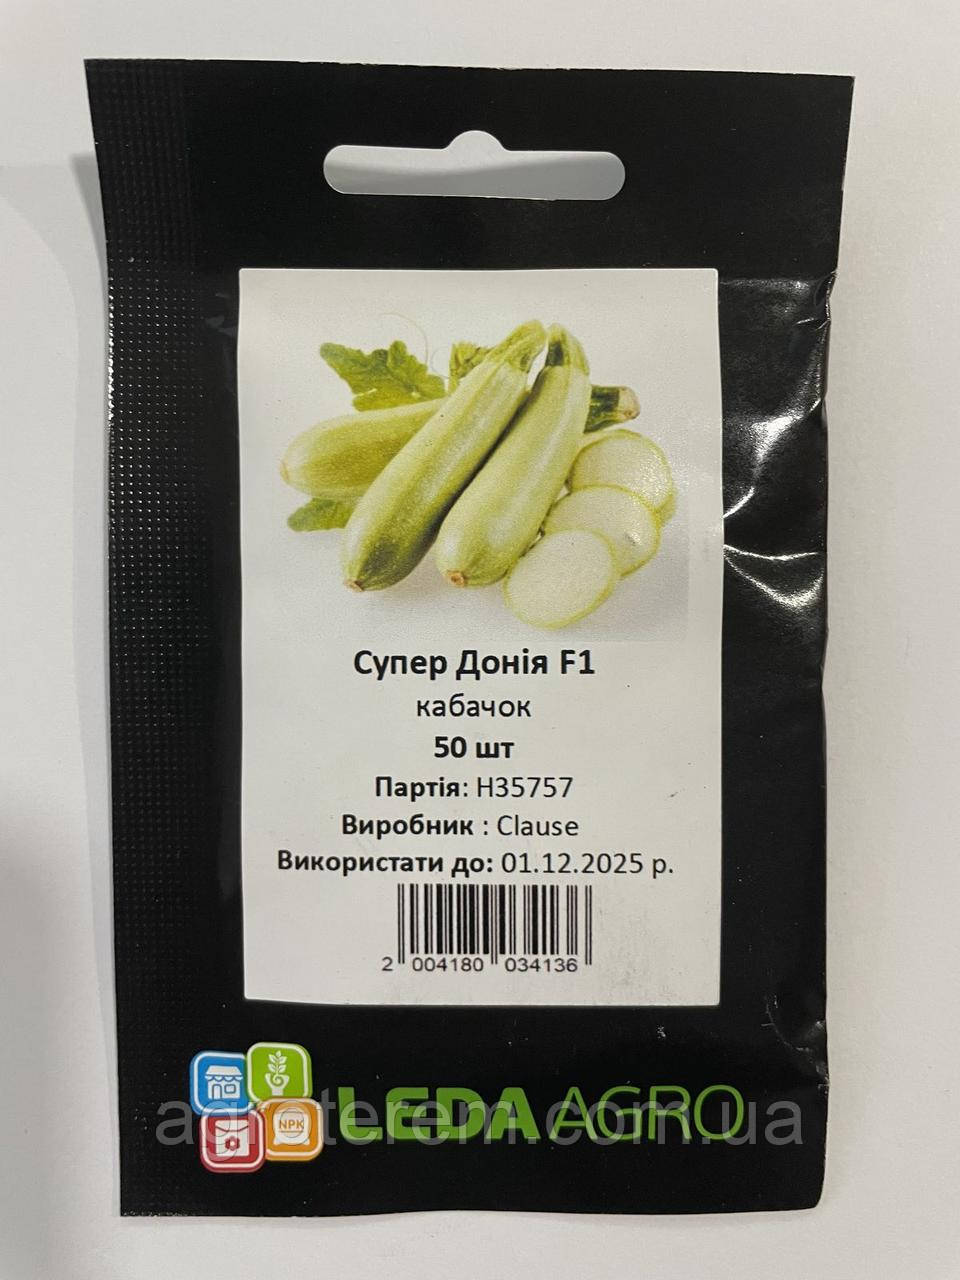 Супер Донія F1
кабачок
50 шт
Партія: H35757
Виробник : Clause
Використати до: 01.12.2025 р.
2 004180 034136
NPK
LEDA AGRO
agroterem.com.ua